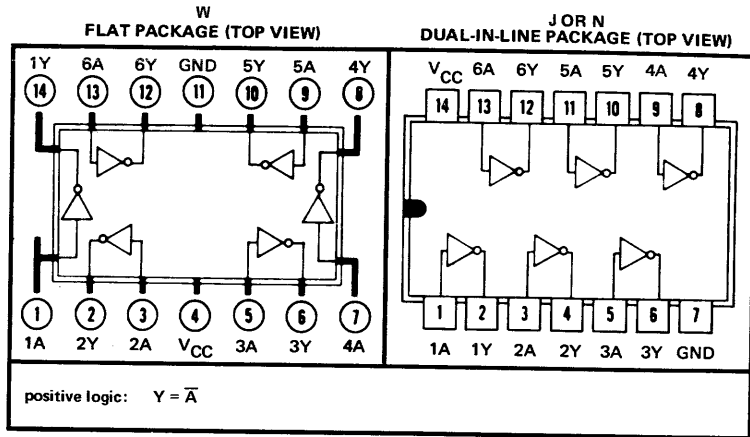 W
FLAT PACKAGE (TOP VIEW)
1Y 6A 6Y GND 5Y 5A 4Y
14 13 12 11 10 9 8
1 2 3 4 5 6 7
1A 2Y 2A VCC 3A 3Y 4A
J OR N
DUAL-IN-LINE PACKAGE (TOP VIEW)
VCC 6A 6Y 5A 5Y 4A 4Y
14 13 12 11 10 9 8
1 2 3 4 5 6 7
1A 1Y 2A 2Y 3A 3Y GND
positive logic: Y = A̅